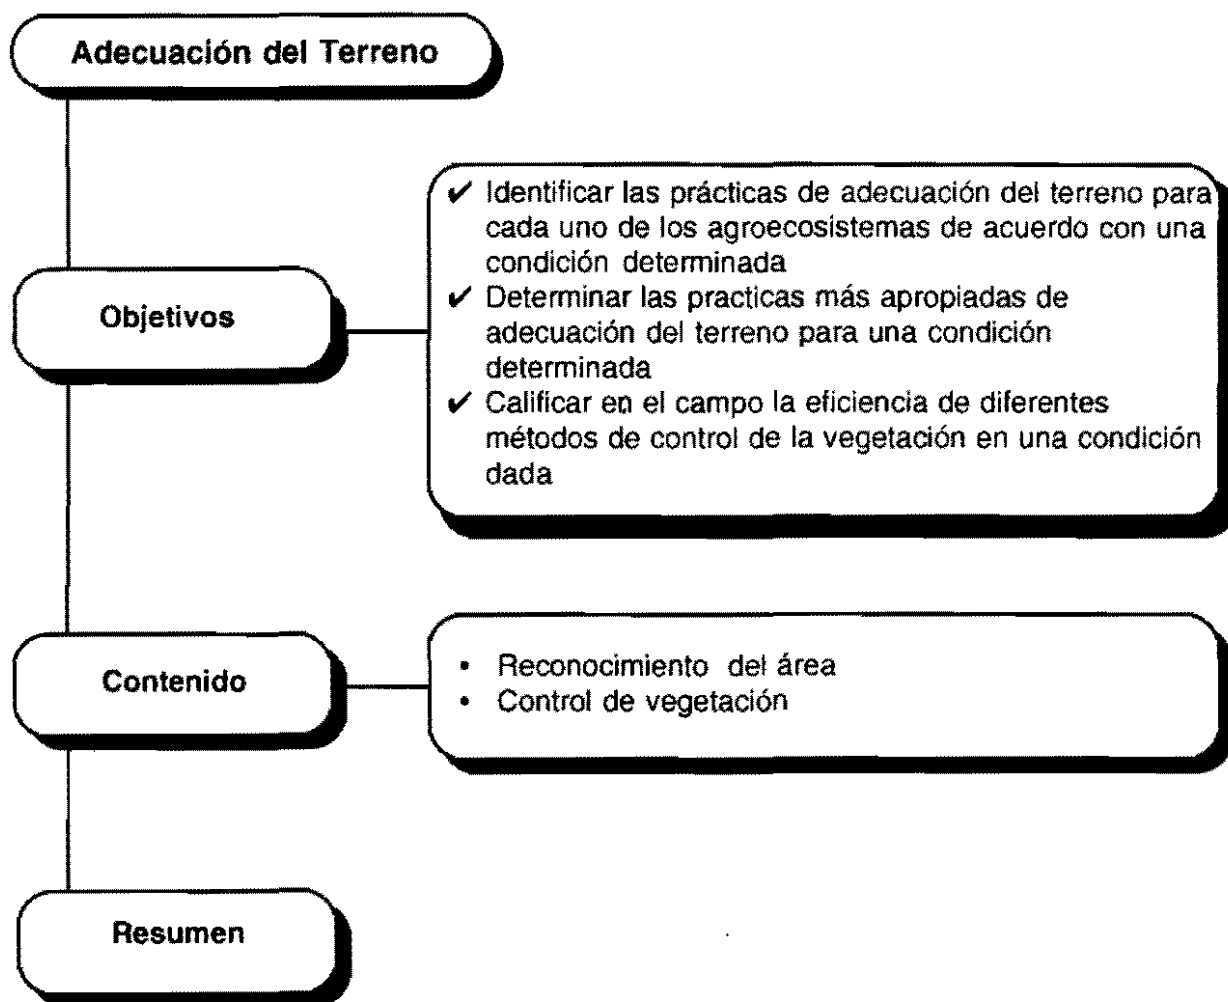 Adecuación del Terreno
Objetivos
✔ Identificar las prácticas de adecuación del terreno para
cada uno de los agroecosistemas de acuerdo con una
condición determinada
✔ Determinar las practicas más apropiadas de
adecuación del terreno para una condición
determinada
✔ Calificar en el campo la eficiencia de diferentes
métodos de control de la vegetación en una condición
dada
Contenido
• Reconocimiento del área
• Control de vegetación
Resumen